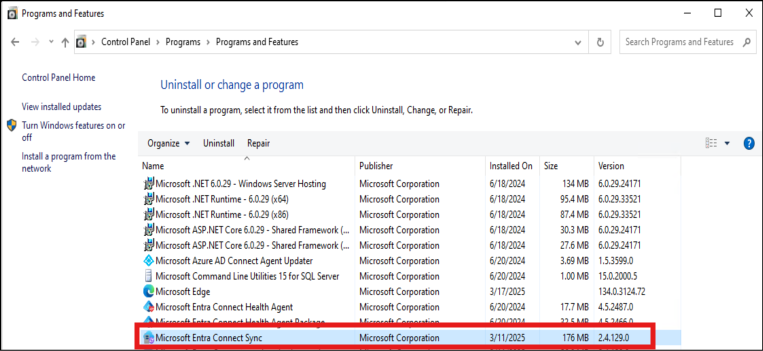 Programs and Features
Control Panel > Programs > Programs and Features
Search Programs and Features
Control Panel Home
View installed updates
Turn Windows features on or
off
Install a program from the
network
Uninstall or change a program
To uninstall a program, select it from the list and then click Uninstall, Change, or Repair.
Organize Uninstall Repair
Name Publisher Installed On Size Version
Microsoft .NET 6.0.29 - Windows Server Hosting Microsoft Corporation 6/18/2024 134 MB 6.0.29.24171
Microsoft .NET Runtime - 6.0.29 (x64) Microsoft Corporation 6/18/2024 95.4 MB 6.0.29.33521
Microsoft .NET Runtime - 6.0.29 (x86) Microsoft Corporation 6/18/2024 87.4 MB 6.0.29.33521
Microsoft ASP.NET Core 6.0.29 - Shared Framework (... Microsoft Corporation 6/18/2024 30.3 MB 6.0.29.24171
Microsoft ASP.NET Core 6.0.29 - Shared Framework (... Microsoft Corporation 6/18/2024 27.6 MB 6.0.29.24171
Microsoft Azure AD Connect Agent Updater Microsoft Corporation 6/20/2024 3.69 MB 1.5.3599.0
Microsoft Command Line Utilities 15 for SQL Server Microsoft Corporation 6/20/2024 1.00 MB 15.0.2000.5
Microsoft Edge Microsoft Corporation 3/17/2025 134.0.3124.72
Microsoft Entra Connect Health Agent Microsoft Corporation 6/20/2024 17.7 MB 4.5.2487.0
Microsoft Entra Connect Health Agent Package Microsoft Corporation 6/20/2024 22.5 MB 4.5.2466.0
Microsoft Entra Connect Sync Microsoft Corporation 3/11/2025 176 MB 2.4.129.0